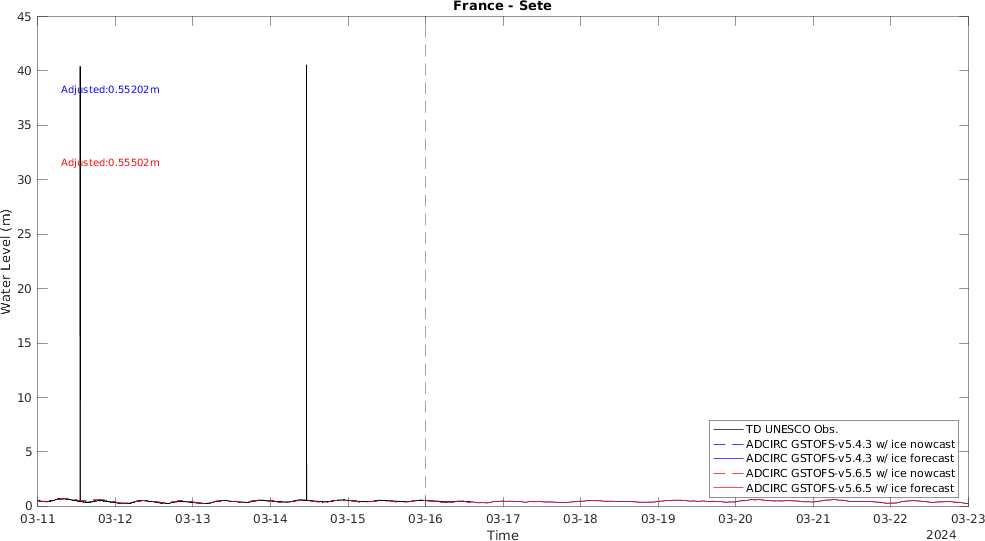 France - Sete
45
40
35
30
25
20
15
10
5
0
Water Level (m)
Adjusted:0.55202m
Adjusted:0.55502m
TD UNESCO Obs.
ADCIRC GSTOFS-v5.4.3 w/ ice nowcast
ADCIRC GSTOFS-v5.4.3 w/ ice forecast
ADCIRC GSTOFS-v5.6.5 w/ ice nowcast
ADCIRC GSTOFS-v5.6.5 w/ ice forecast
03-11 03-12 03-13 03-14 03-15 03-16 03-17 03-18 03-19 03-20 03-21 03-22 03-23
Time
2024